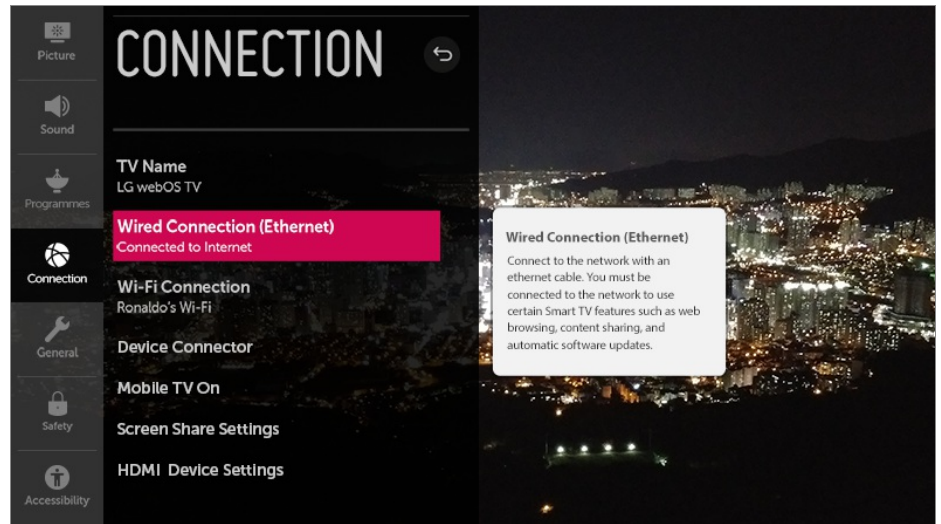 Picture
Sound
Programmes
Connection
General
Safety
Accessibility
CONNECTION
TV Name
LG webOS TV
Wired Connection (Ethernet)
Connected to Internet
Wi-Fi Connection
Ronaldo's Wi-Fi
Device Connector
Mobile TV On
Screen Share Settings
HDMI Device Settings
Wired Connection (Ethernet)
Connect to the network with an
ethernet cable. You must be
connected to the network to use
certain Smart TV features such as web
browsing, content sharing, and
automatic software updates.